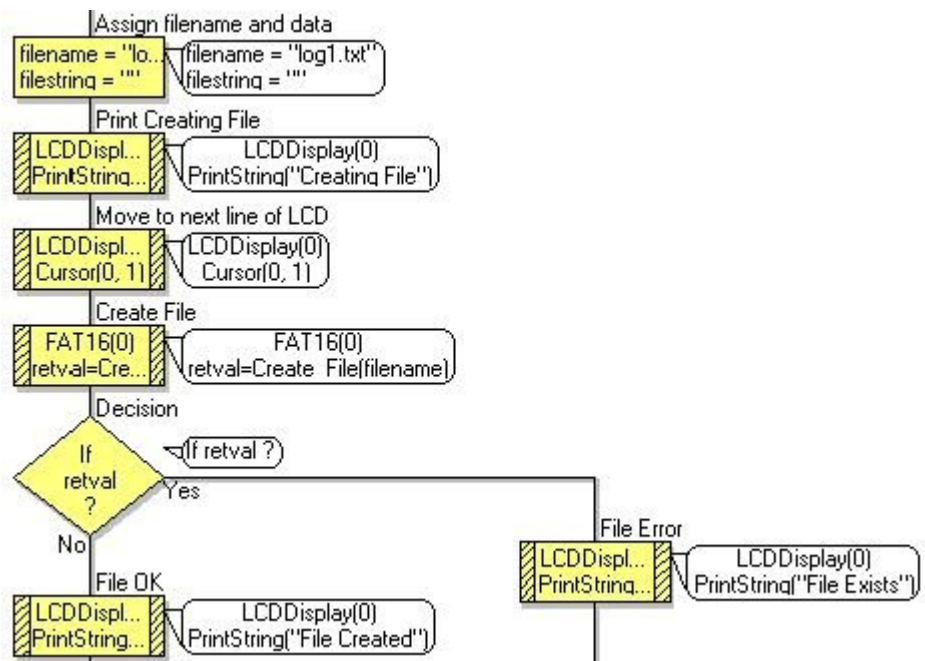 Assign filename and data
filename = "lo...
filestring = ""
filename = "log1.txt"
filestring = ""
Print Creating File
LCDDispl...
PrintString...
LCDDisplay(0)
PrintString("Creating File")
Move to next line of LCD
LCDDispl...
Cursor(0, 1)
LCDDisplay(0)
Cursor(0, 1)
Create File
FAT16(0)
retval=Cre...
FAT16(0)
retval=Create_File(filename)
Decision
If
retval
?
If retval ?
Yes
No
File Error
LCDDispl...
PrintString...
LCDDisplay(0)
PrintString("File Exists")
File OK
LCDDispl...
PrintString...
LCDDisplay(0)
PrintString("File Created")